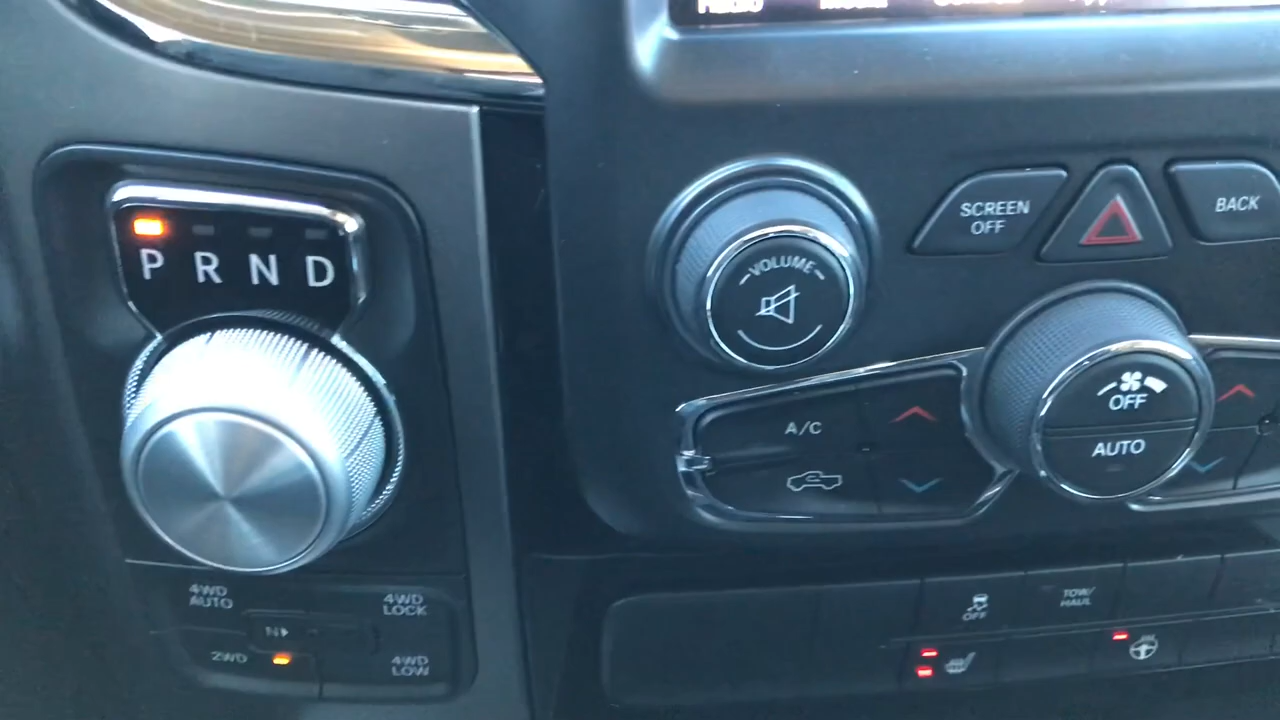 P R N D
VOLUME
SCREEN
OFF
BACK
A/C
OFF
AUTO
4WD
AUTO
4WD
LOCK
N
2WD
4WD
LOW
OFF
TOW/
HAUL